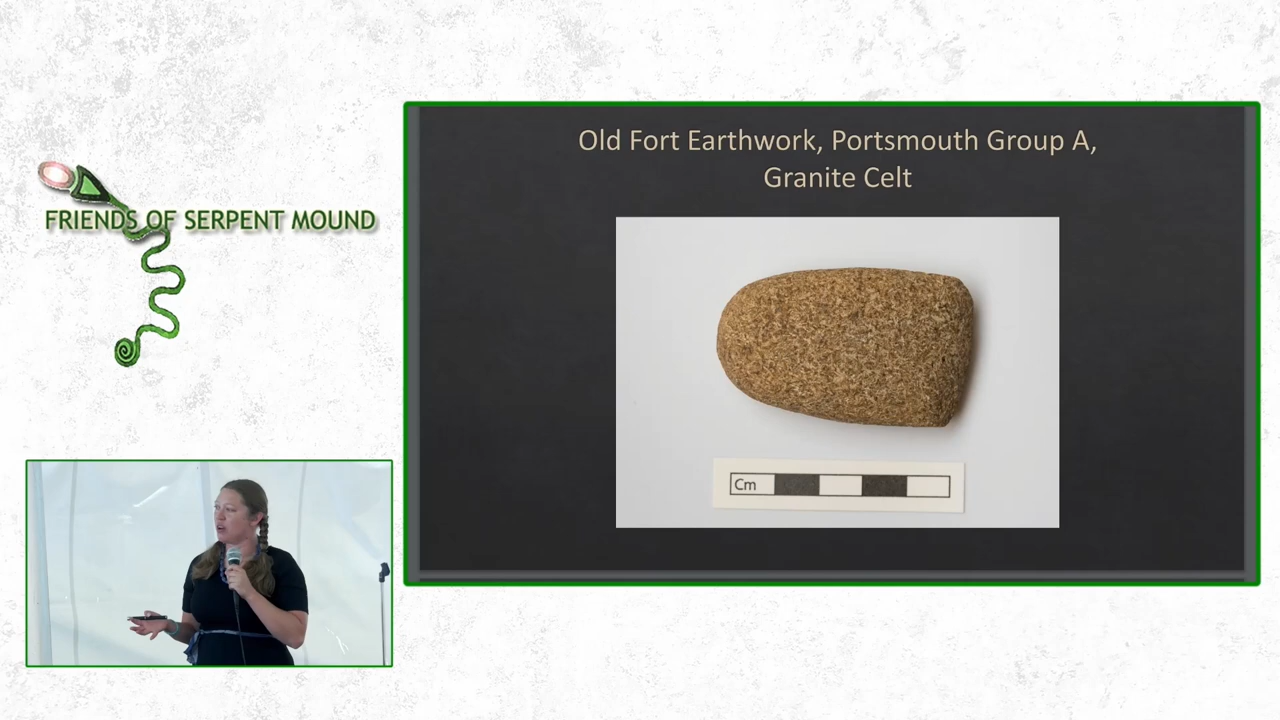 Old Fort Earthwork, Portsmouth Group A,
Granite Celt
FRIENDS OF SERPENT MOUND
Cm